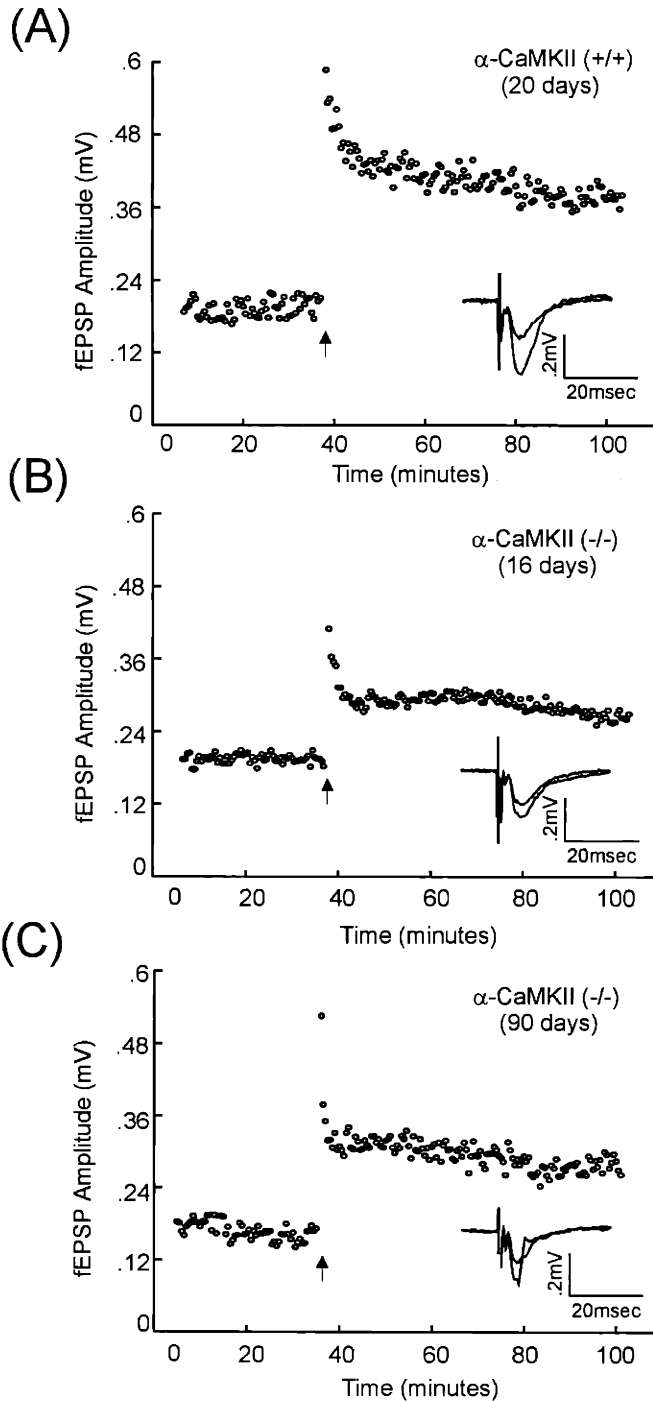 (A)
α-CaMKII (+/+)
(20 days)
fEPSP Amplitude (mV)
.6
.48
.36
.24
.12
0
.2mV
20msec
0 20 40 60 80 100
Time (minutes)
(B)
α-CaMKII (-/-)
(16 days)
fEPSP Amplitude (mV)
.6
.48
.36
.24
.12
0
.2mV
20msec
0 20 40 60 80 100
Time (minutes)
(C)
α-CaMKII (-/-)
(90 days)
fEPSP Amplitude (mV)
.6
.48
.36
.24
.12
0
.2mV
20msec
0 20 40 60 80 100
Time (minutes)